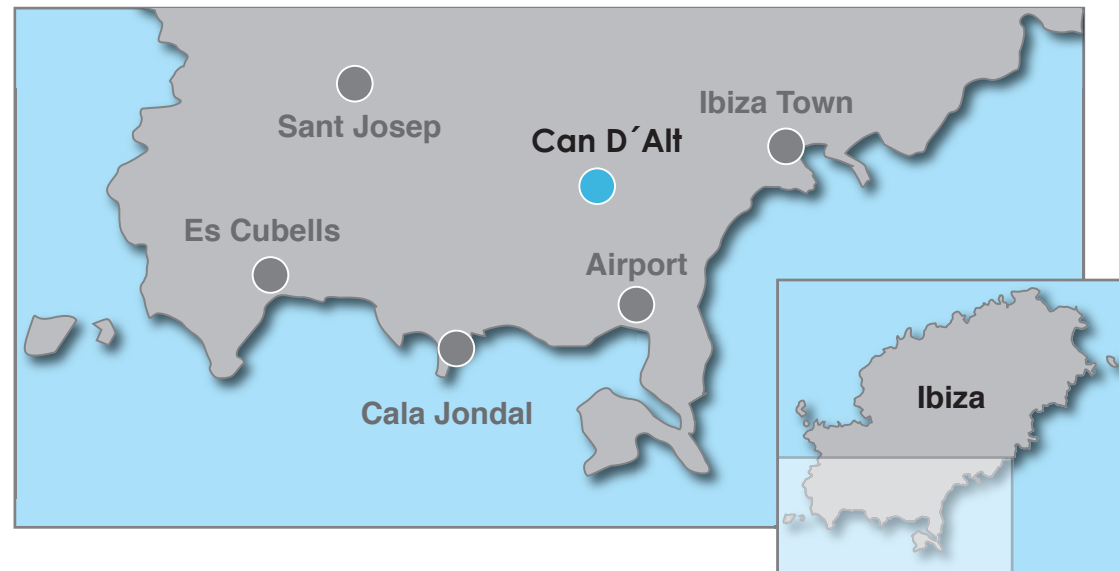 Ibiza Town
Sant Josep
Can D´Alt
Es Cubells
Airport
Cala Jondal
Ibiza